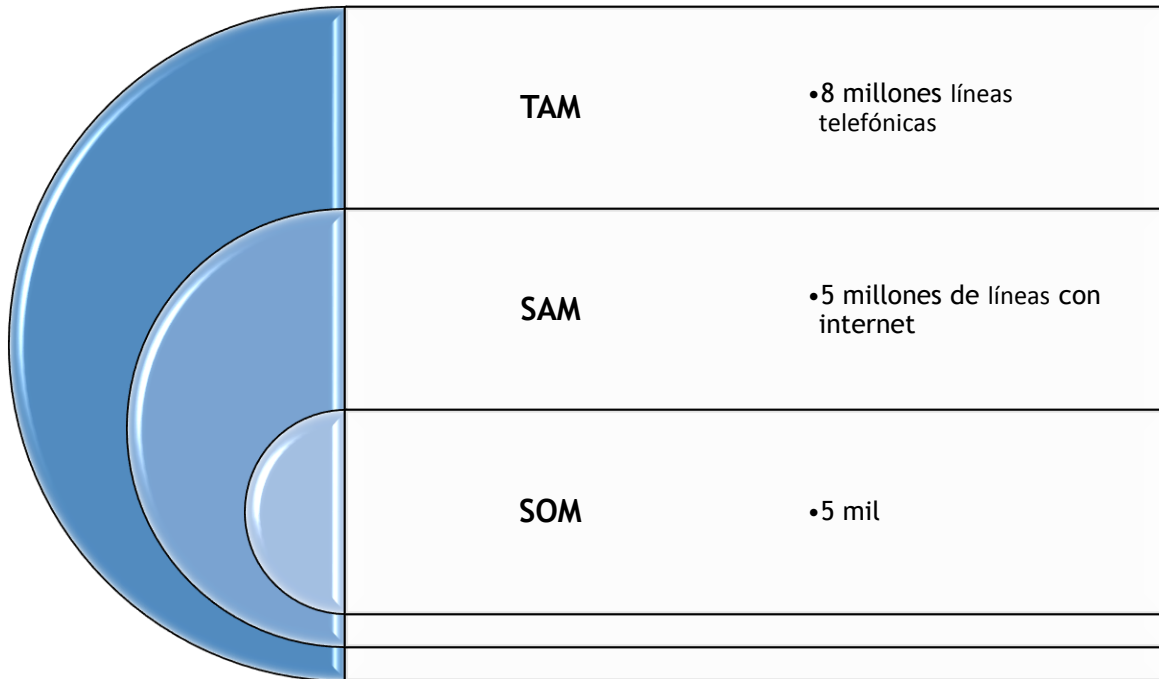 TAM
•8 millones líneas
telefónicas
SAM
•5 millones de líneas con
internet
SOM
•5 mil